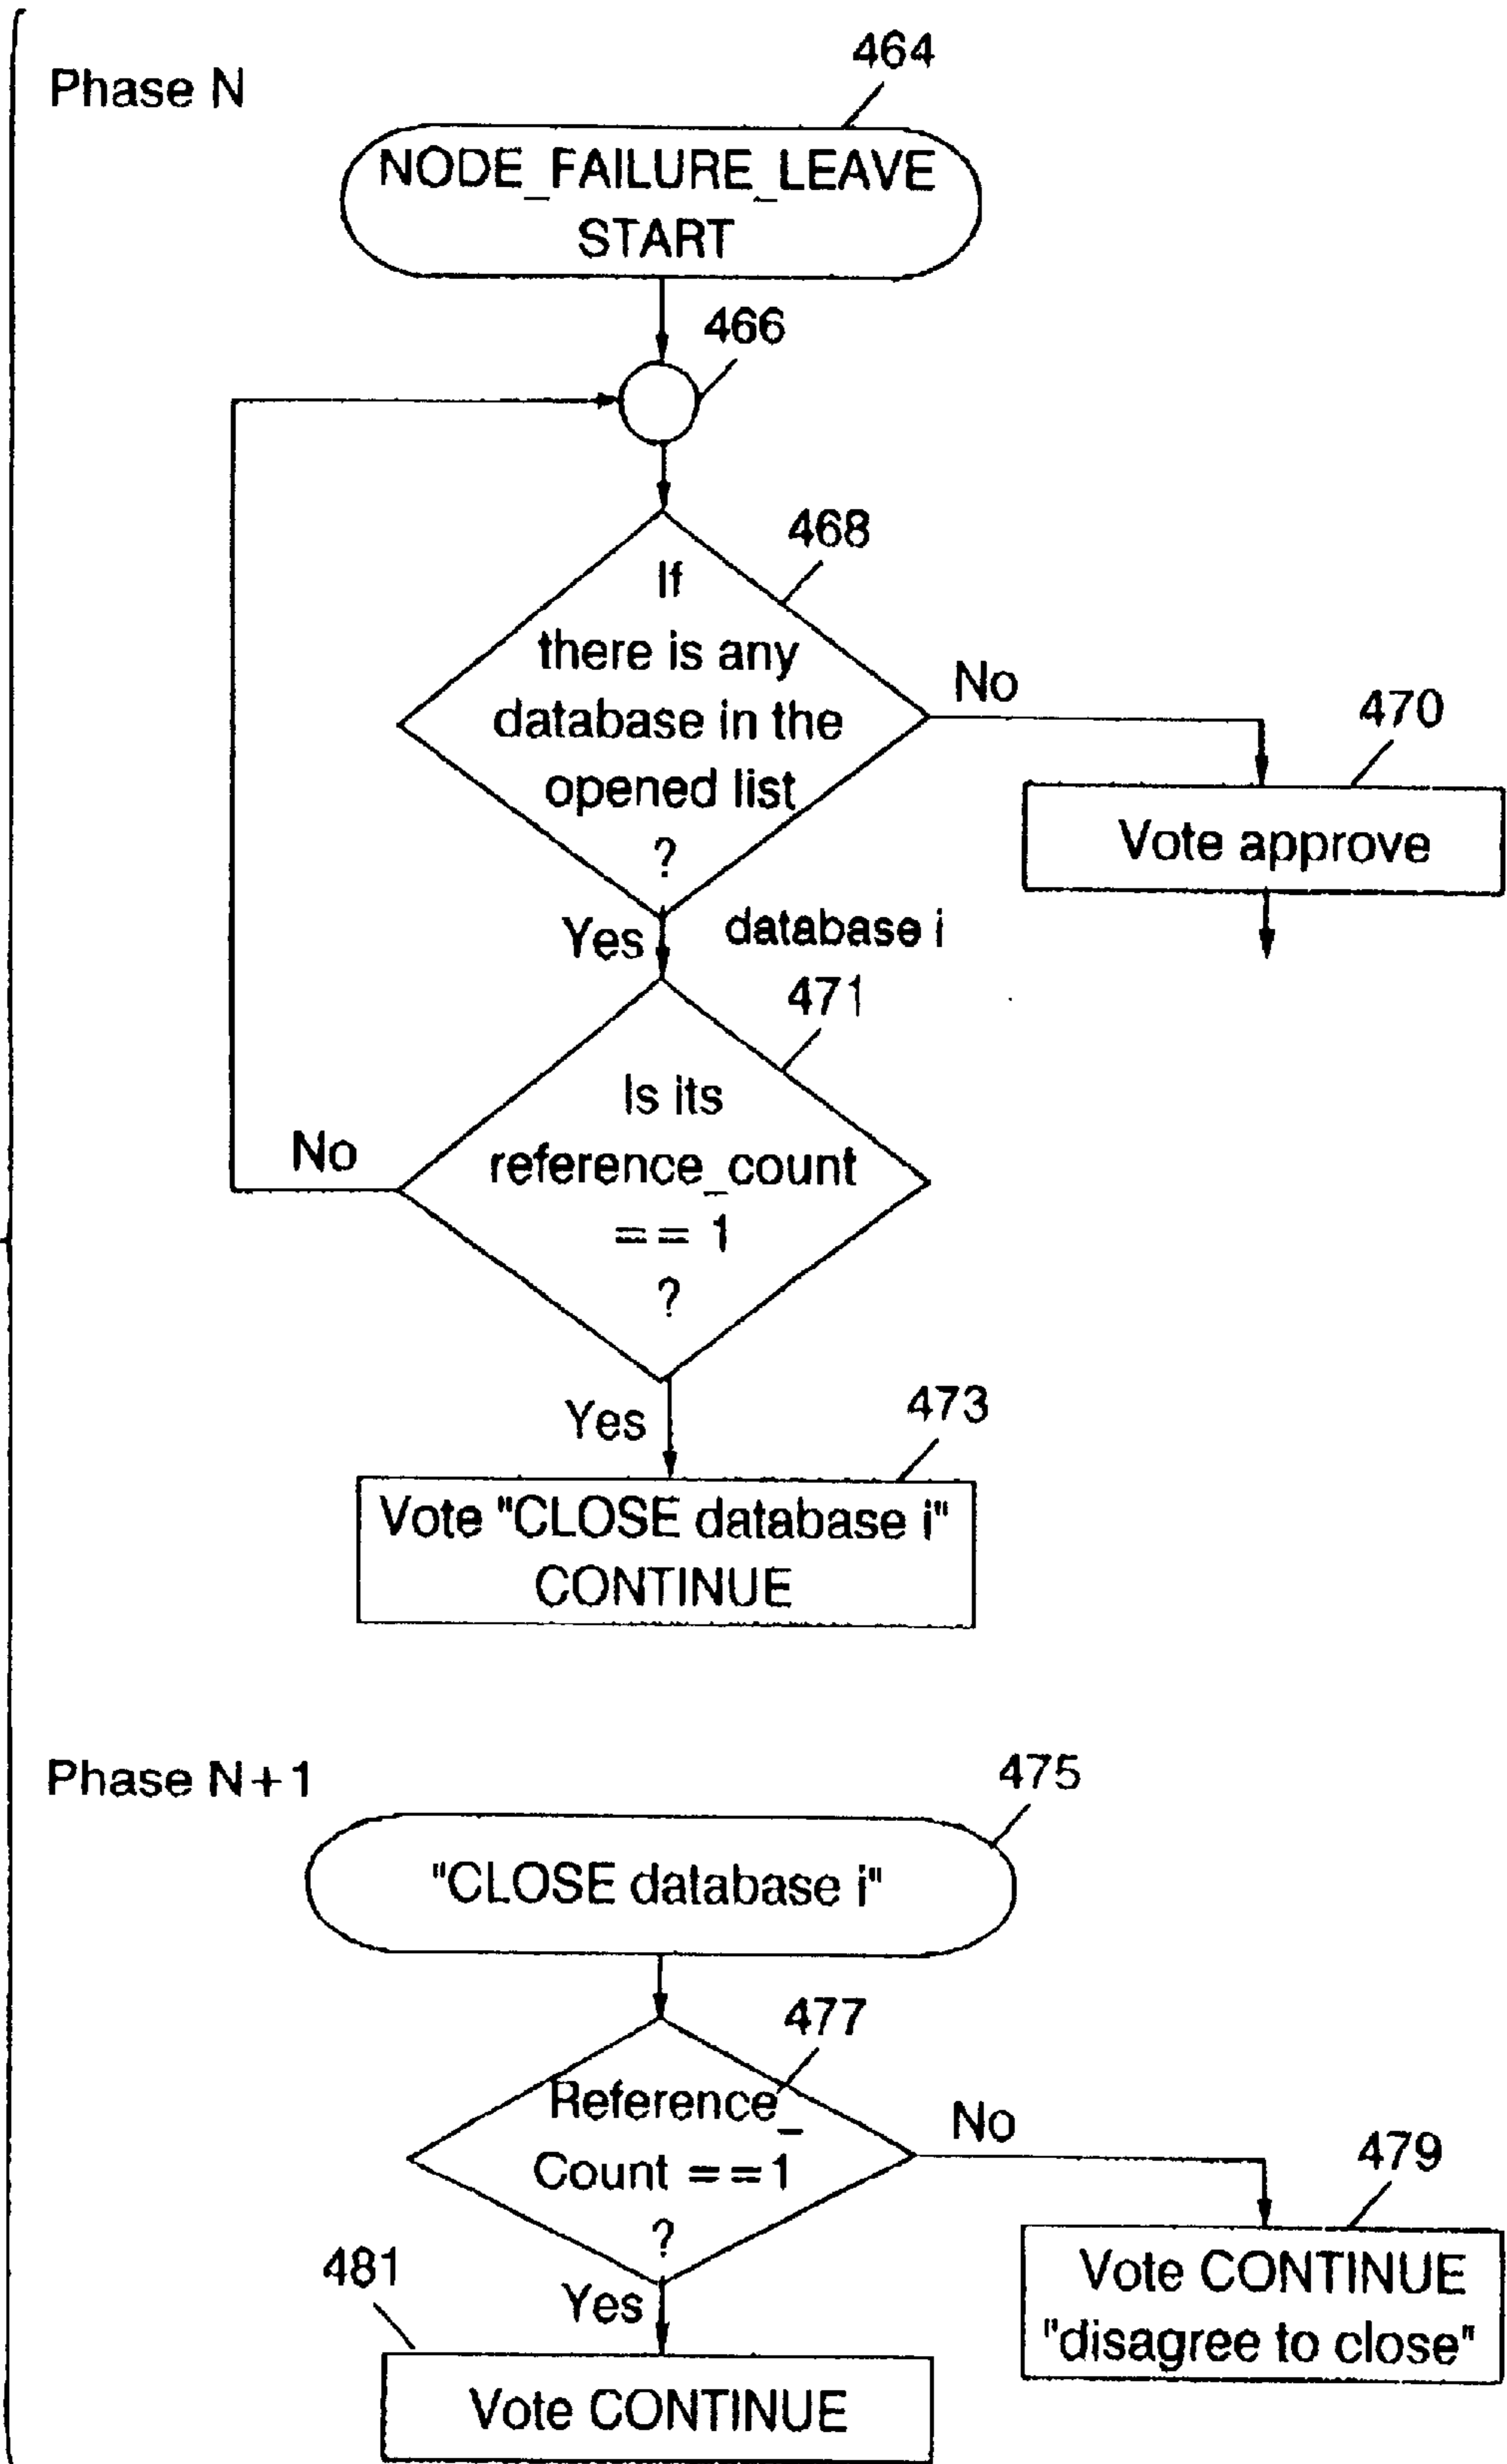 Phase N
464
NODE_FAILURE_LEAVE
START
466
468
If
there is any
database in the
opened list
?
No
470
Vote approve
Yes
database i
471
Is its
reference_count
== 1
?
No
Yes
473
Vote "CLOSE database i"
CONTINUE
Phase N+1
475
"CLOSE database i"
477
Reference_
Count ==1
?
No
479
Vote CONTINUE
"disagree to close"
481
Yes
Vote CONTINUE